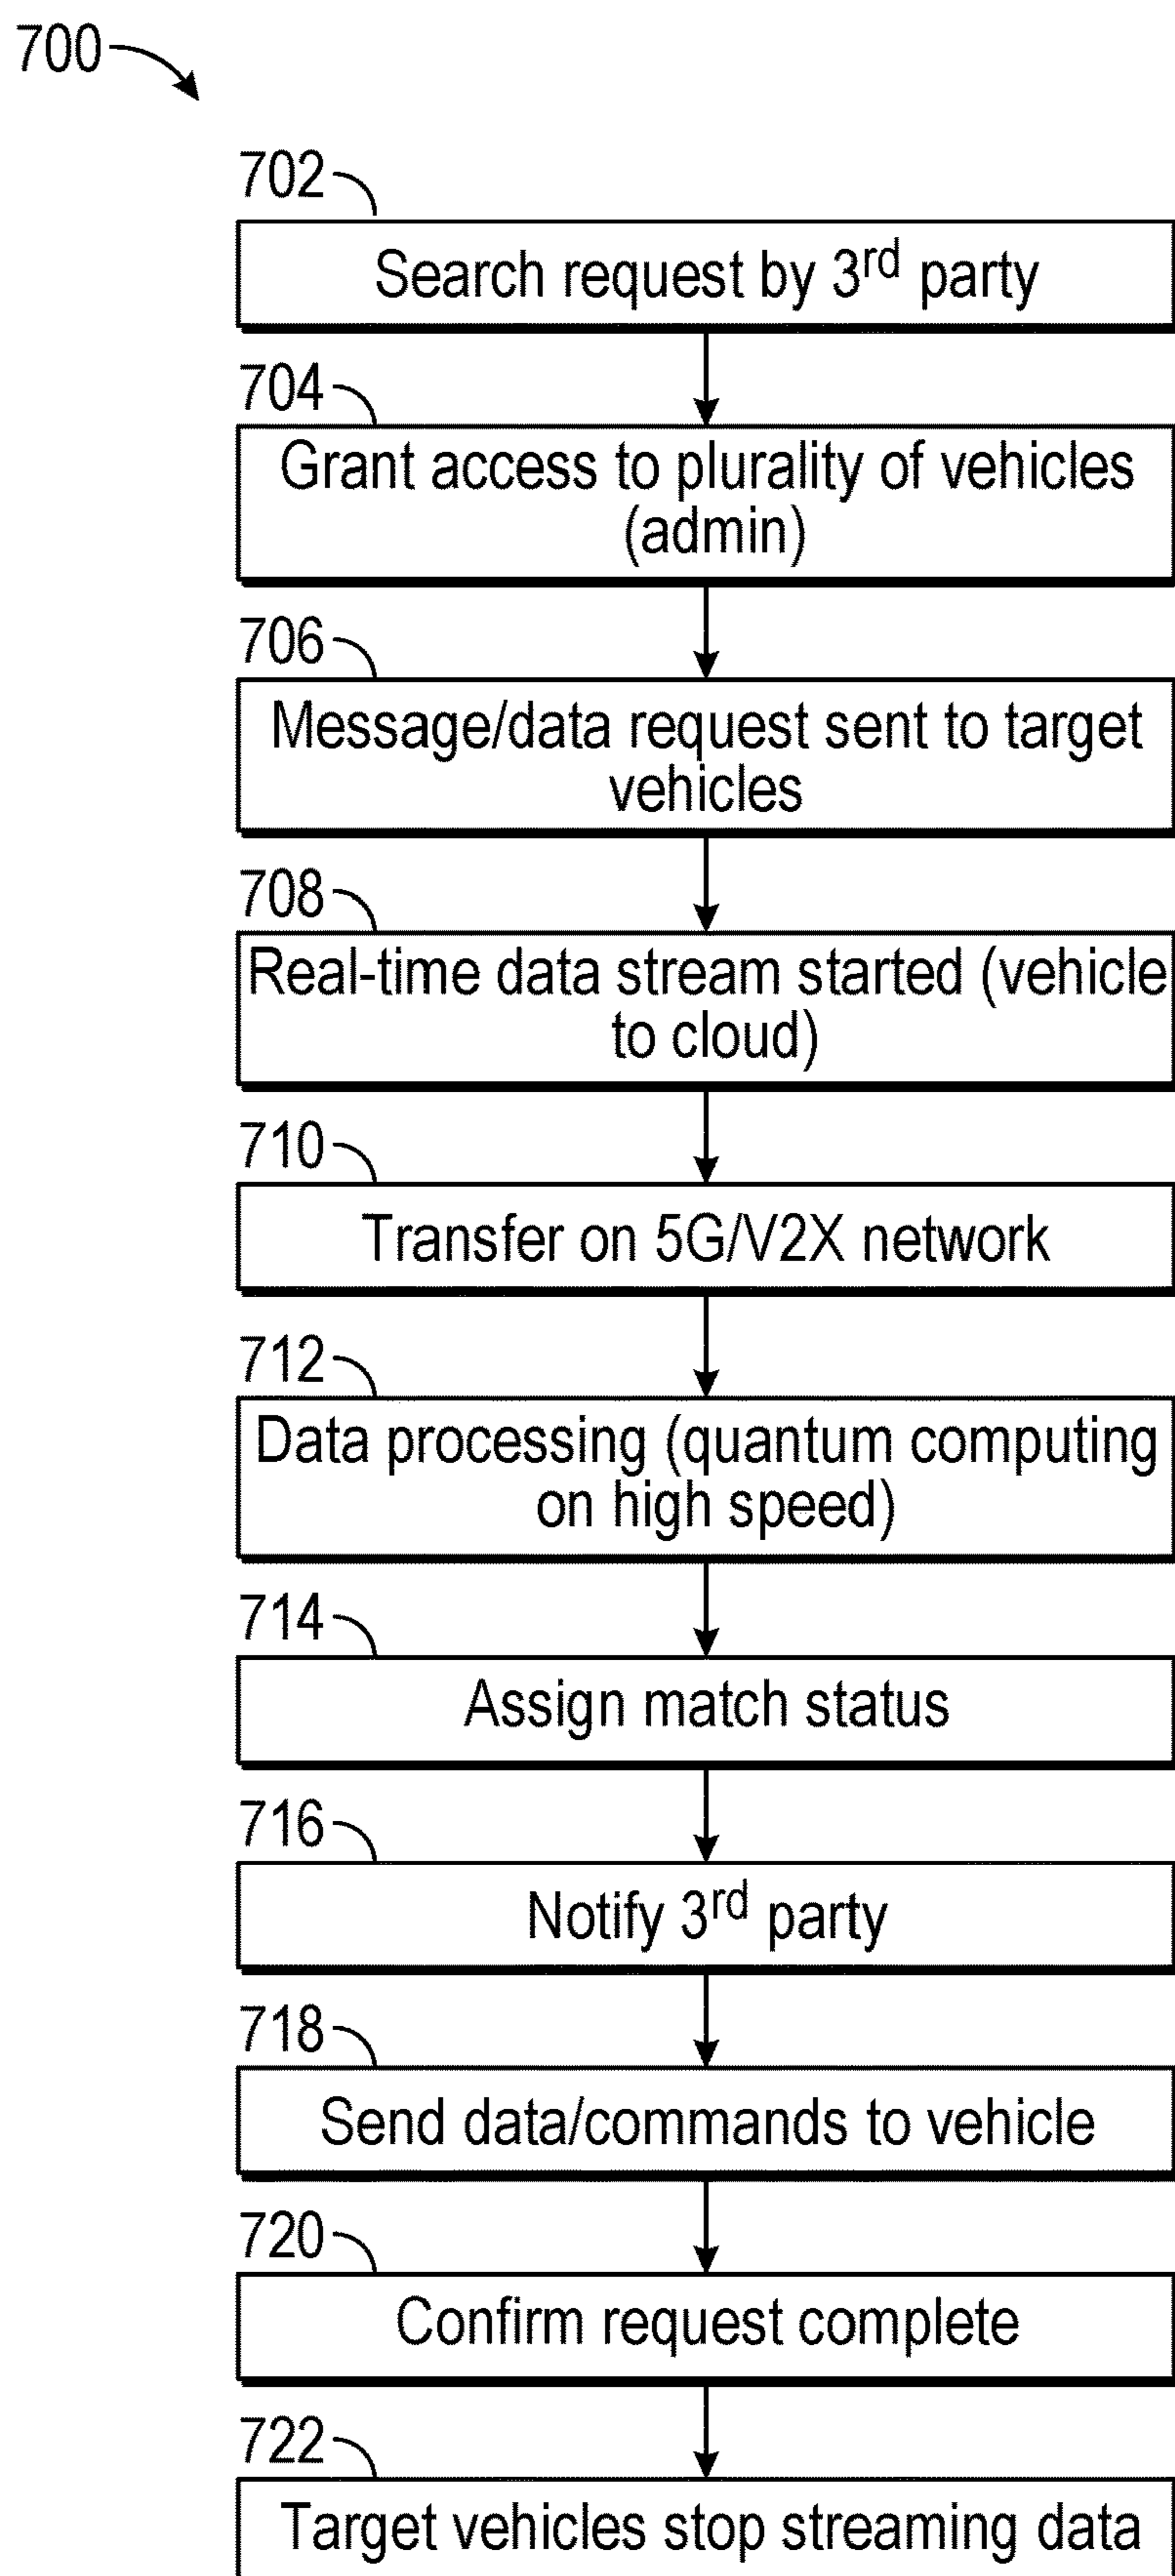 700
702
Search request by 3rd party
704
Grant access to plurality of vehicles
(admin)
706
Message/data request sent to target
vehicles
708
Real-time data stream started (vehicle
to cloud)
710
Transfer on 5G/V2X network
712
Data processing (quantum computing
on high speed)
714
Assign match status
716
Notify 3rd party
718
Send data/commands to vehicle
720
Confirm request complete
722
Target vehicles stop streaming data